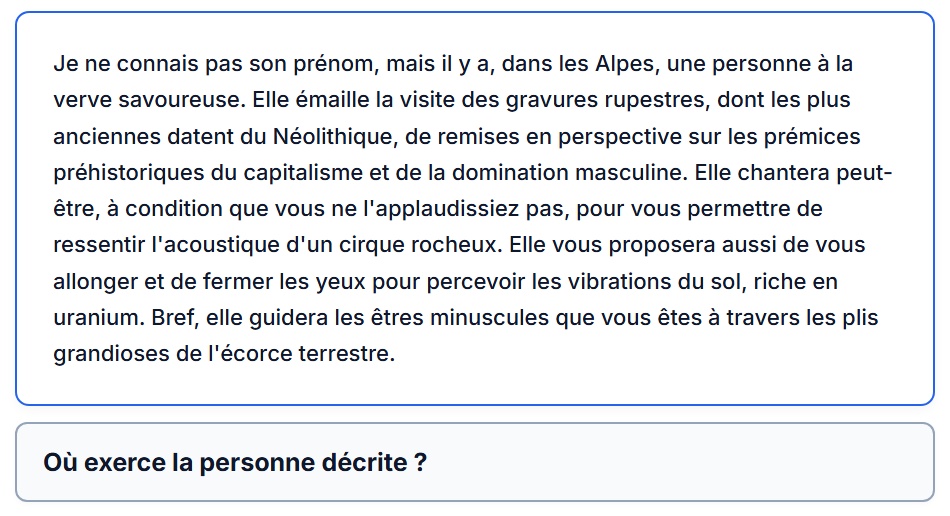 Je ne connais pas son prénom, mais il y a, dans les Alpes, une personne à la
verve savoureuse. Elle émaille la visite des gravures rupestres, dont les plus
anciennes datent du Néolithique, de remises en perspective sur les prémices
préhistoriques du capitalisme et de la domination masculine. Elle chantera peut-
être, à condition que vous ne l'applaudissiez pas, pour vous permettre de
ressentir l'acoustique d'un cirque rocheux. Elle vous proposera aussi de vous
allonger et de fermer les yeux pour percevoir les vibrations du sol, riche en
uranium. Bref, elle guidera les êtres minuscules que vous êtes à travers les plis
grandioses de l'écorce terrestre.
Où exerce la personne décrite ?